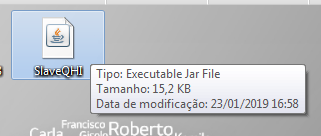 SlaveQHI
Tipo: Executable Jar File
Tamanho: 15,2 KB
Data de modificação: 23/01/2019 16:58
Francisco
Roberto
Carla